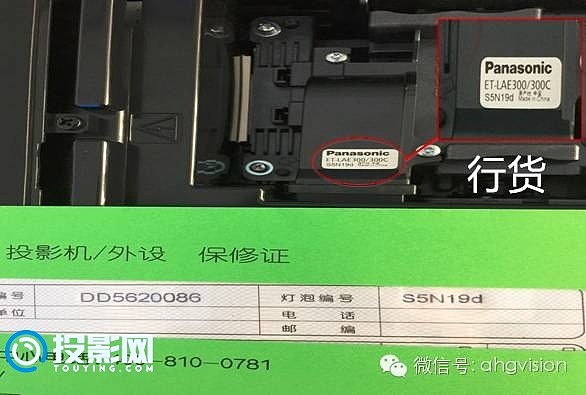 Panasonic
ET-LAE300/300C
S5N19d
Made in China
Panasonic
ET-LAE300/300C
S5N19d
行货
投影机/外设 保修证
编号 DD5620086 灯泡编号 S5N19d
单位 电话
邮编
-810-0781
投影网
TOUYING.COM
微信号: ahgvision